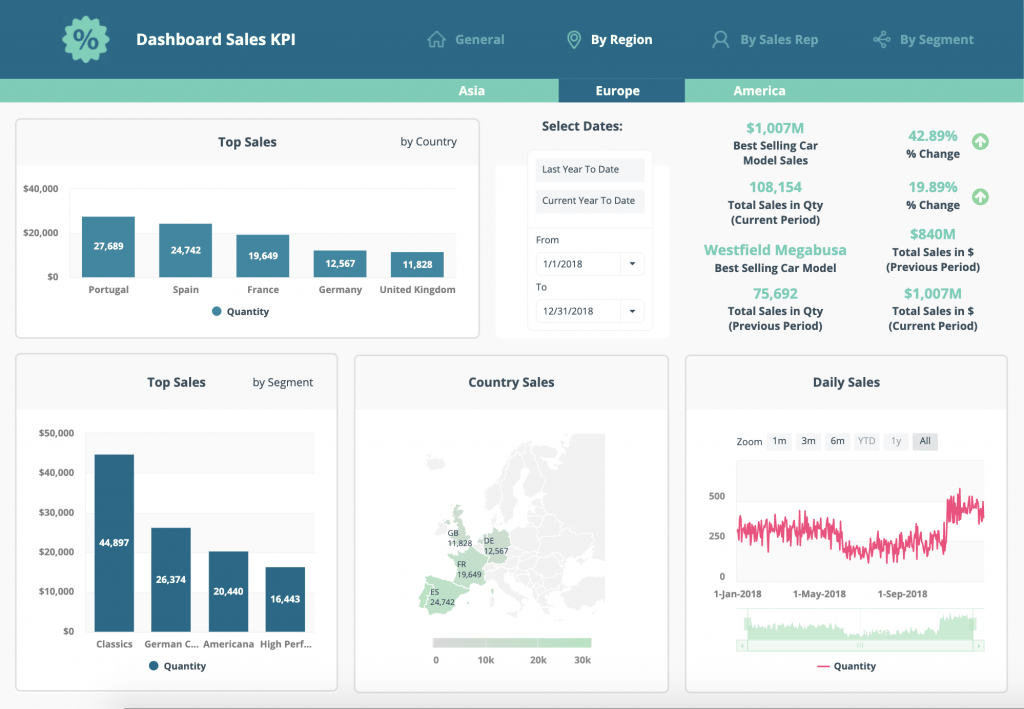 %
Dashboard Sales KPI
General
By Region
By Sales Rep
By Segment
Asia
Europe
America
Top Sales
by Country
$40,000
$20,000
$0
27,689
24,742
19,649
12,567
11,828
Portugal
Spain
France
Germany
United Kingdom
Quantity
Select Dates:
Last Year To Date
Current Year To Date
From
1/1/2018
To
12/31/2018
$1,007M
Best Selling Car
Model Sales
42.89%
% Change
108,154
Total Sales in Qty
(Current Period)
19.89%
% Change
Westfield Megabusa
Best Selling Car Model
$840M
Total Sales in $
(Previous Period)
75,692
Total Sales in Qty
(Previous Period)
$1,007M
Total Sales in $
(Current Period)
Top Sales
by Segment
$50,000
$40,000
$30,000
$20,000
$10,000
$0
44,897
26,374
20,440
16,443
Classics
German C...
Americana
High Perf...
Quantity
Country Sales
GB
11,828
DE
12,567
FR
19,649
ES
24,742
0
10k
20k
30k
Daily Sales
Zoom
1m
3m
6m
YTD
1y
All
500
250
0
1-Jan-2018
1-May-2018
1-Sep-2018
Quantity